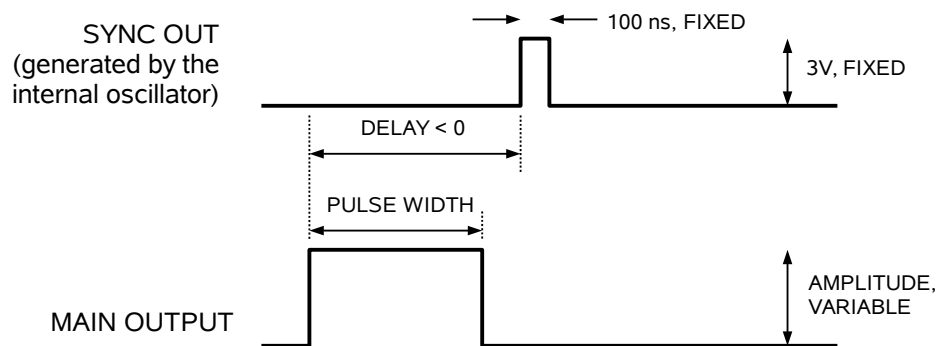 SYNC OUT
(generated by the
internal oscillator)
100 ns, FIXED
3V, FIXED
DELAY < 0
PULSE WIDTH
MAIN OUTPUT
AMPLITUDE,
VARIABLE